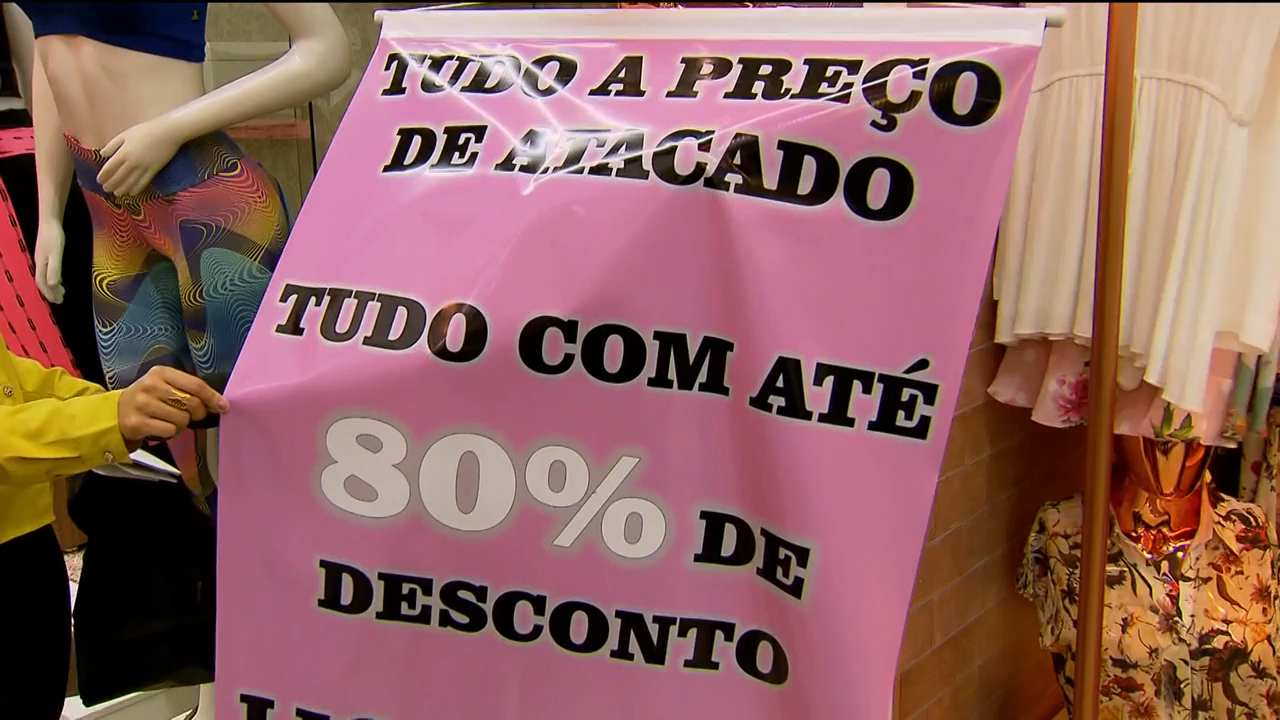 TUDO A PREÇO
DE ATACADO
TUDO COM ATÉ
80% DE
DESCONTO